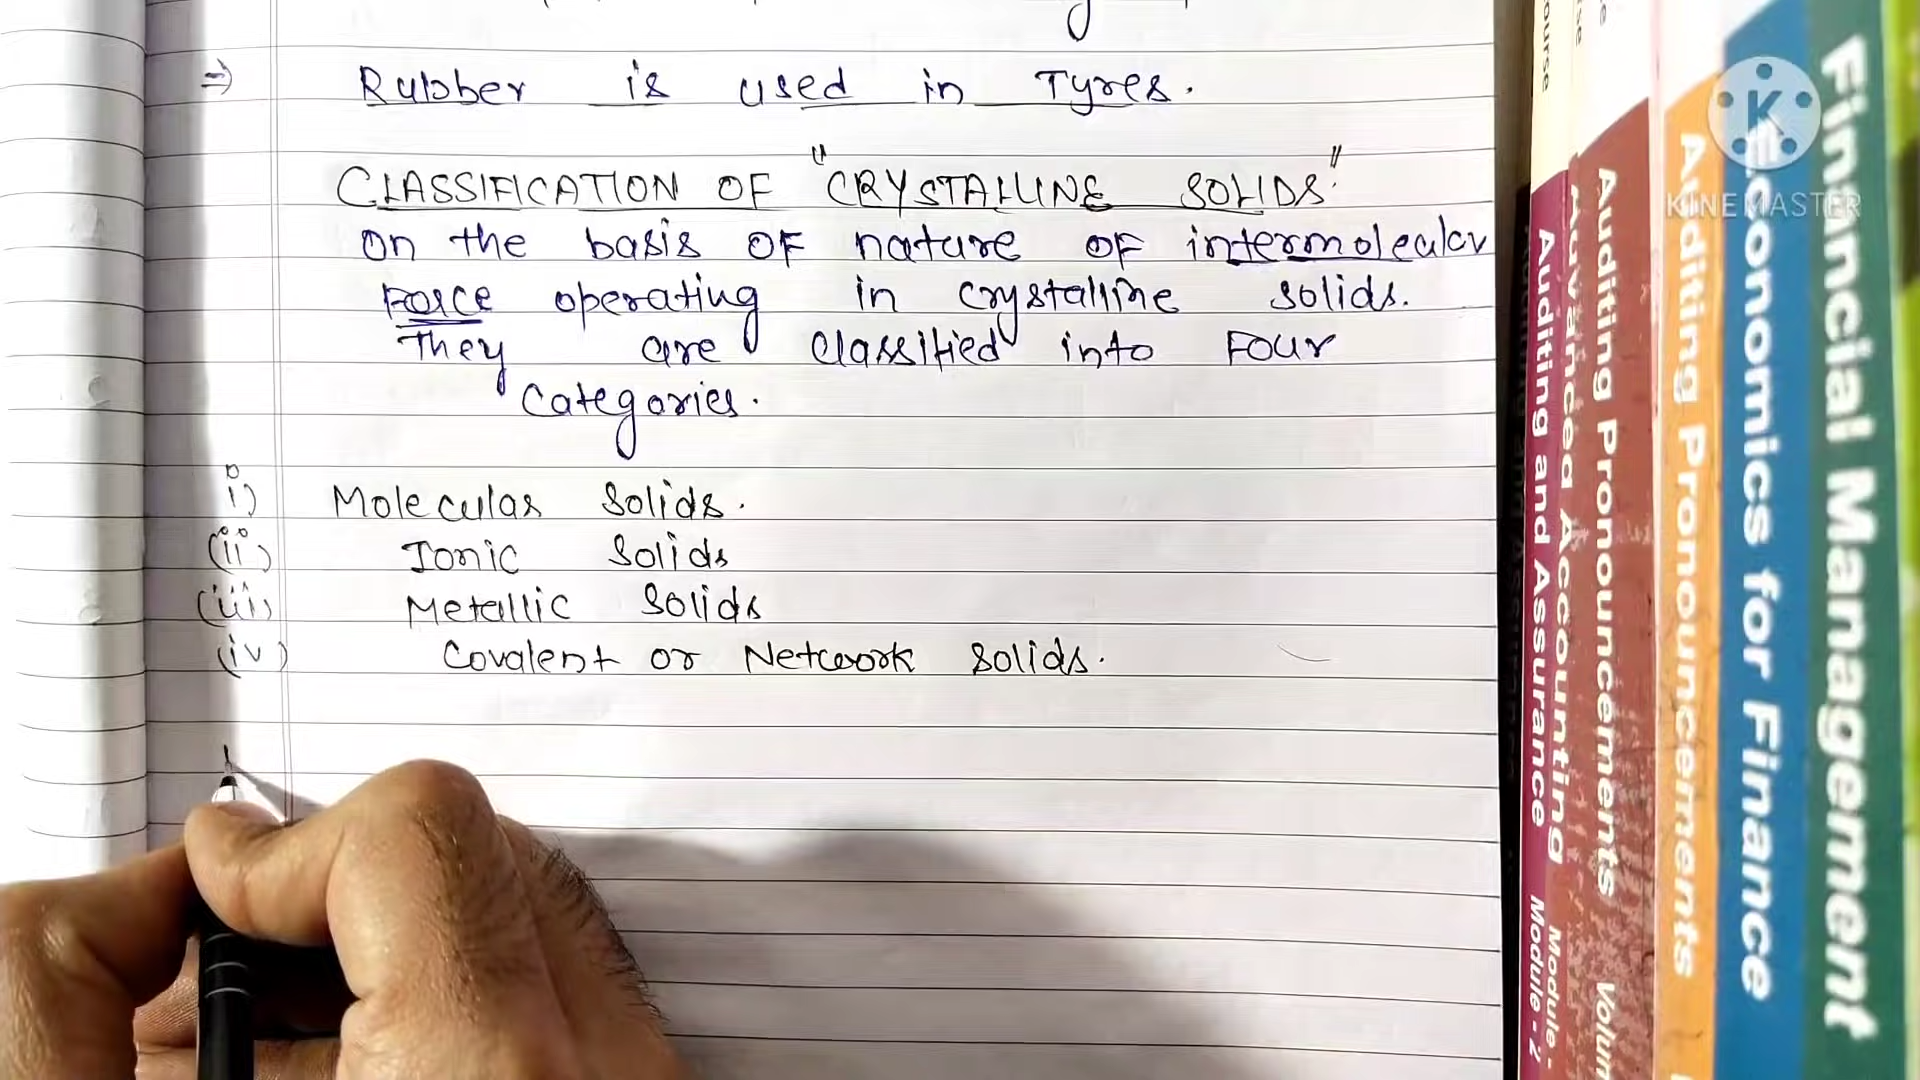 => Rubber is used in Tyres.
CLASSIFICATION OF "CRYSTALLINE SOLIDS"
On the basis OF nature OF intermolecular
Force operating in crystalline solids.
They are classified into Four
Categories.
i) Molecular Solids.
(ii) Ionic Solids
(iii) Metallic Solids
(iv) Covalent or Network Solids.
KINEMASTER
Auditing and Assurance Module - 2
Advanced Accounting Module -
Auditing Pronouncements
Auditing Pronouncements
Economics for Finance
Financial Management